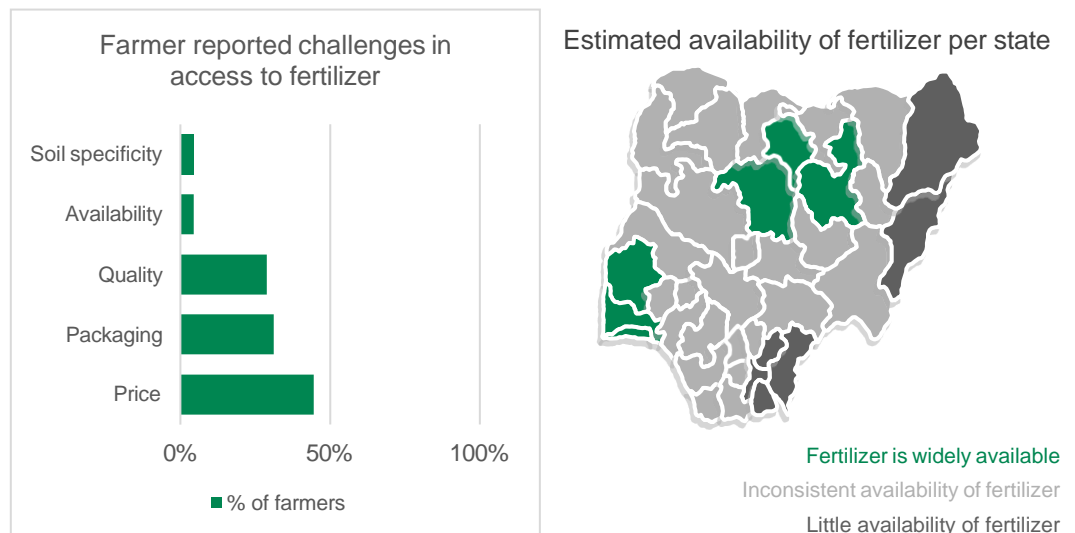 Farmer reported challenges in
access to fertilizer
Soil specificity
Availability
Quality
Packaging
Price
0%
50%
100%
% of farmers
Estimated availability of fertilizer per state
Fertilizer is widely available
Inconsistent availability of fertilizer
Little availability of fertilizer